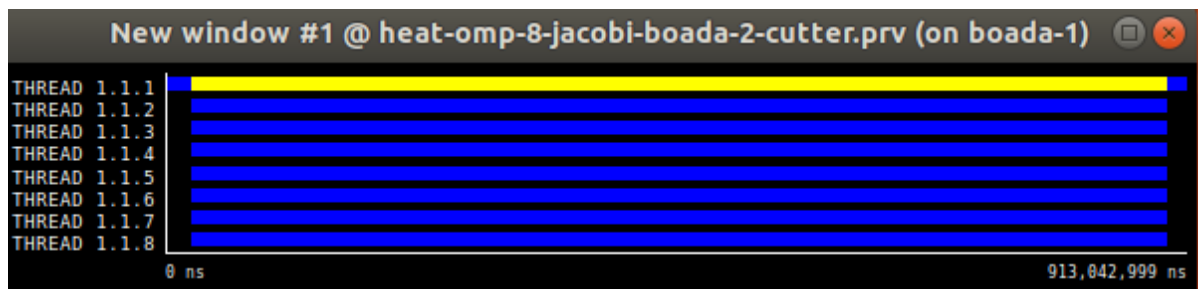 New window #1 @ heat-omp-8-jacobi-boada-2-cutter.prv (on boada-1)
THREAD 1.1.1
THREAD 1.1.2
THREAD 1.1.3
THREAD 1.1.4
THREAD 1.1.5
THREAD 1.1.6
THREAD 1.1.7
THREAD 1.1.8
0 ns 913,042,999 ns